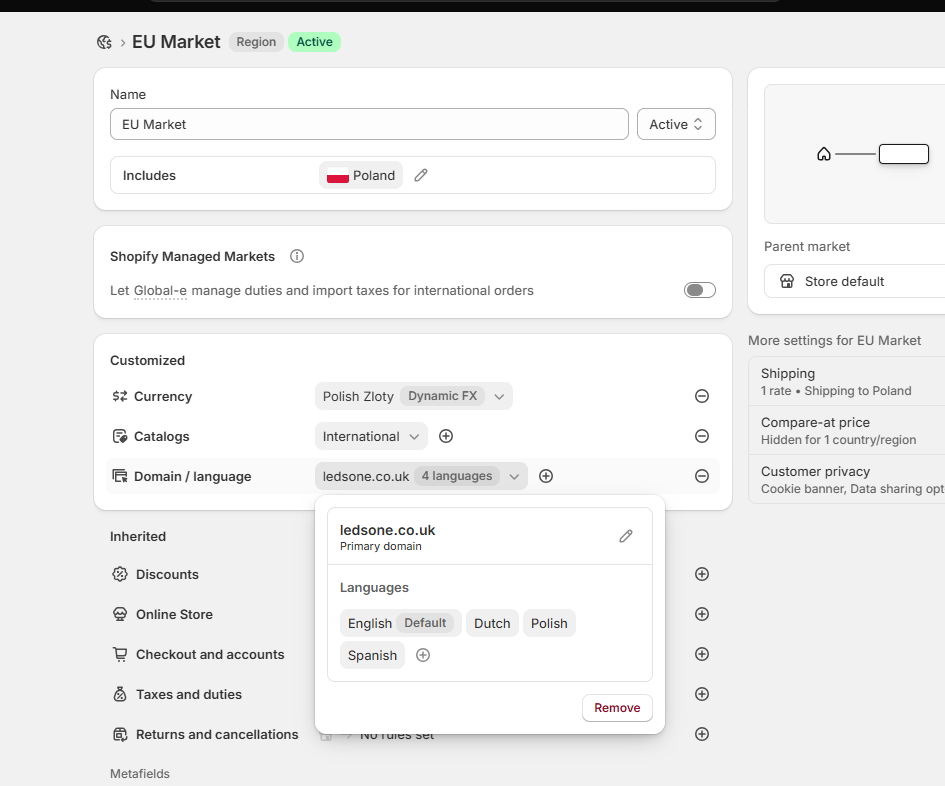 EU Market Region Active
Name
EU Market
Active
Includes Poland
Shopify Managed Markets
Let Global-e manage duties and import taxes for international orders
Customized
Currency Polish Zloty Dynamic FX
Catalogs International
Domain / language ledsone.co.uk 4 languages
ledsone.co.uk
Primary domain
Languages
English Default Dutch Polish
Spanish
Remove
Inherited
Discounts
Online Store
Checkout and accounts
Taxes and duties
Returns and cancellations No rules set
Metafields
Parent market
Store default
More settings for EU Market
Shipping
1 rate • Shipping to Poland
Compare-at price
Hidden for 1 country/region
Customer privacy
Cookie banner, Data sharing opt